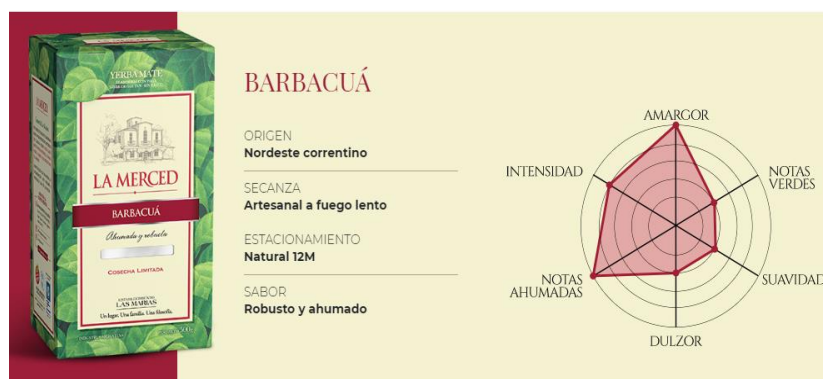 YERBA MATE
LA MERCED
BARBACUÁ
Ahumada y robusta
COSECHA LIMITADA
LAS MARIAS
Un lugar. Una familia. Una filosofía.
BARBACUÁ
ORIGEN
Nordeste correntino
SECANZA
Artesanal a fuego lento
ESTACIONAMIENTO
Natural 12M
SABOR
Robusto y ahumado
AMARGOR
INTENSIDAD
NOTAS
VERDES
NOTAS
AHUMADAS
SUAVIDAD
DULZOR